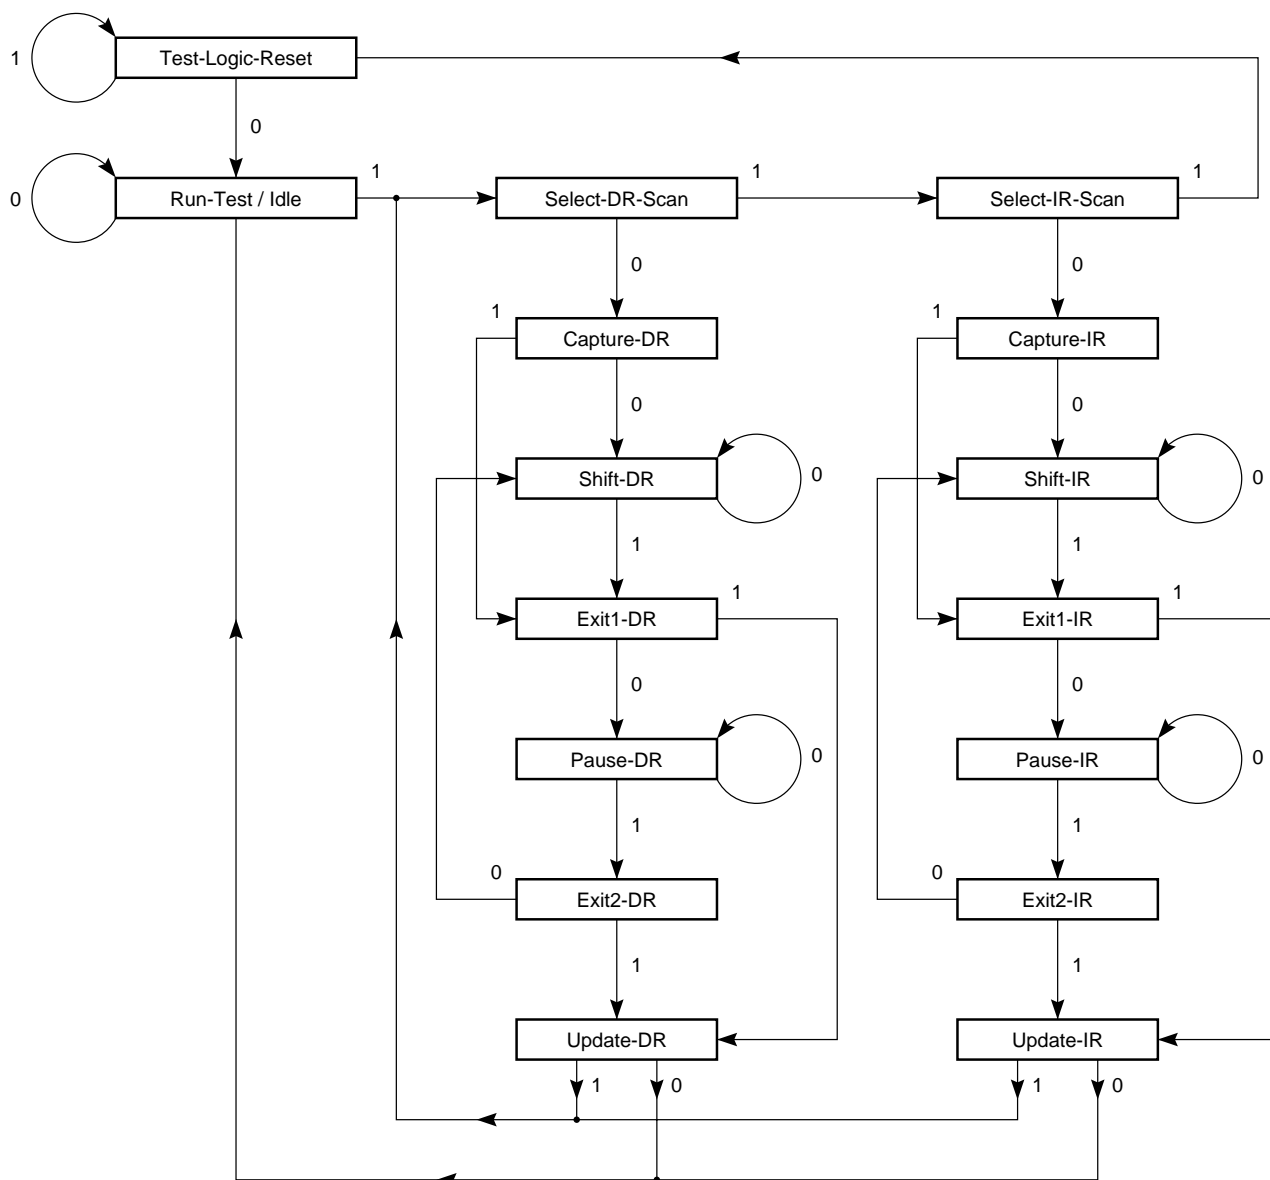 1
Test-Logic-Reset
0
0
Run-Test / Idle
1
Select-DR-Scan
1
Select-IR-Scan
1
0
0
1
Capture-DR
1
Capture-IR
0
0
Shift-DR
0
Shift-IR
0
1
1
Exit1-DR
1
Exit1-IR
1
0
0
Pause-DR
0
Pause-IR
0
1
1
0
Exit2-DR
0
Exit2-IR
1
1
Update-DR
Update-IR
1
0
1
0